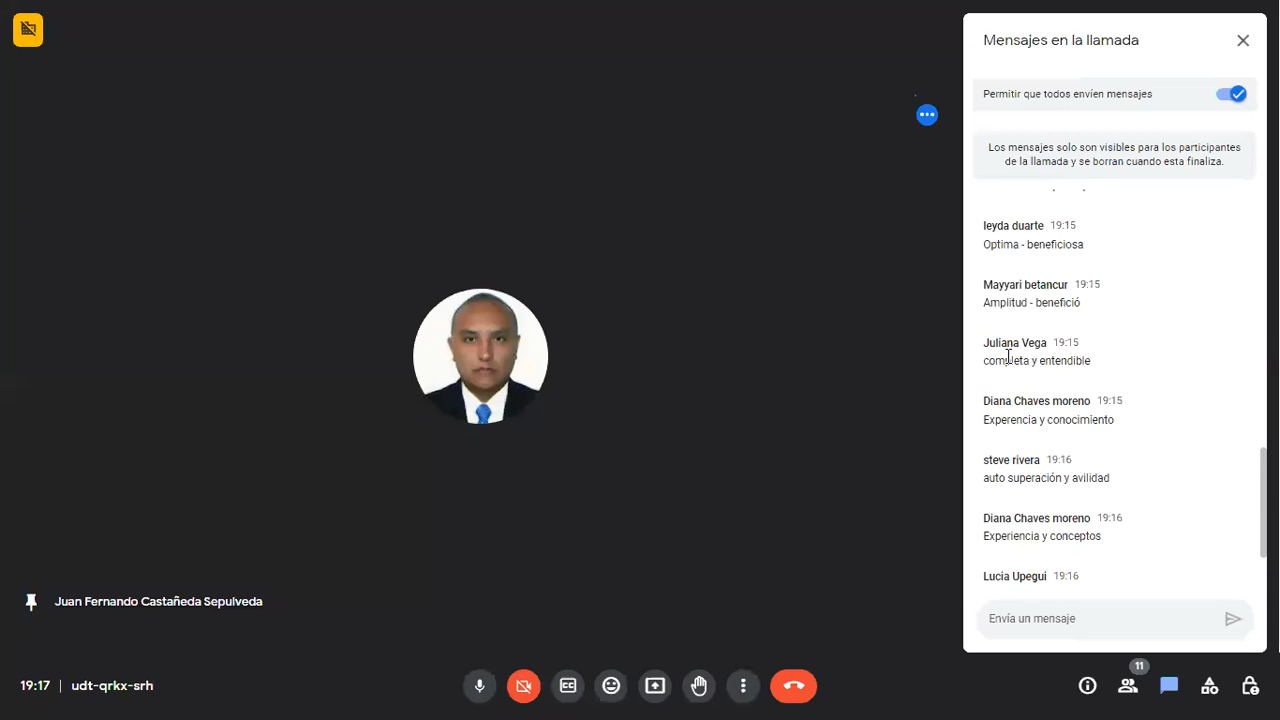 Mensajes en la llamada
Permitir que todos envíen mensajes
Los mensajes solo son visibles para los participantes
de la llamada y se borran cuando esta finaliza.
leyda duarte 19:15
Optima - beneficiosa
Mayyari betancur 19:15
Amplitud - benefició
Juliana Vega 19:15
completa y entendible
Diana Chaves moreno 19:15
Experencia y conocimiento
steve rivera 19:16
auto superación y avilidad
Diana Chaves moreno 19:16
Experiencia y conceptos
Lucia Upegui 19:16
Envía un mensaje
Juan Fernando Castañeda Sepulveda
19:17 | udt-qrkx-srh
11